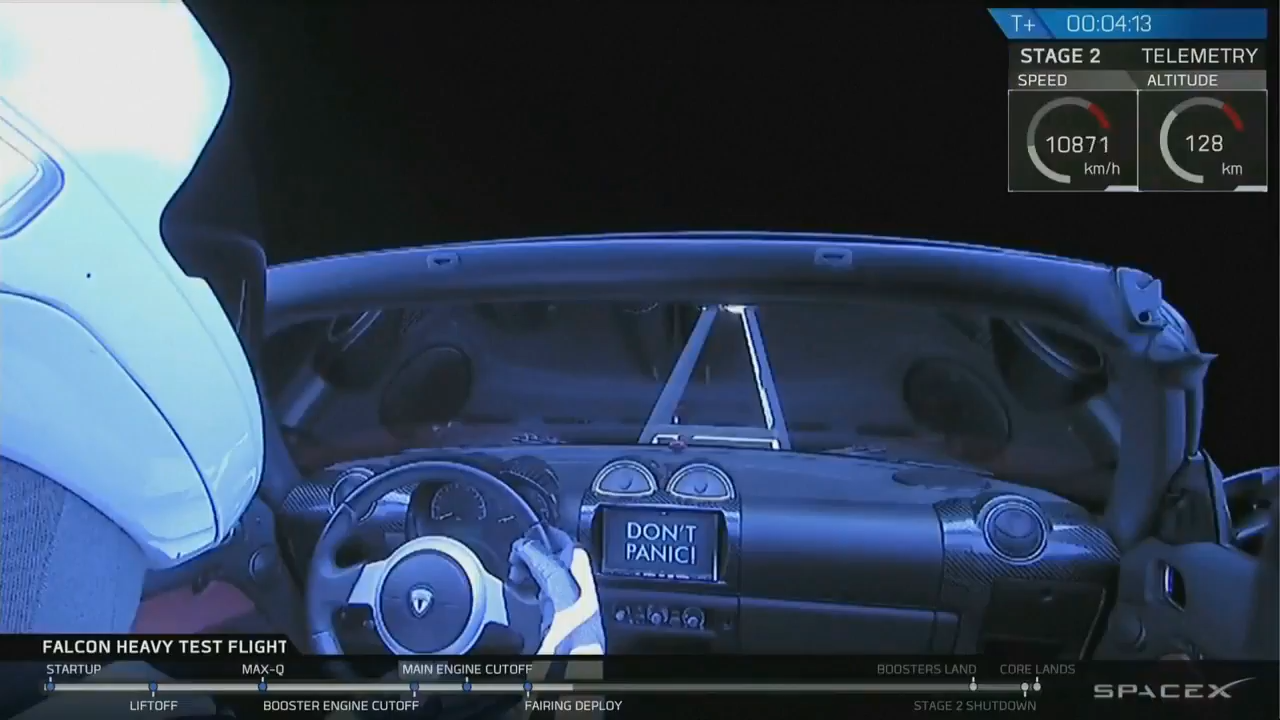 T+ 00:04:13
STAGE 2 TELEMETRY
SPEED ALTITUDE
10871 128
km/h km
DON'T
PANIC!
FALCON HEAVY TEST FLIGHT
STARTUP MAX-Q MAIN ENGINE CUTOFF BOOSTERS LAND CORE LANDS
LIFTOFF BOOSTER ENGINE CUTOFF FAIRING DEPLOY STAGE 2 SHUTDOWN
SPACEX